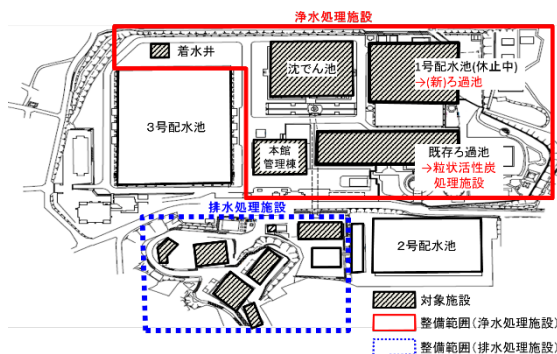 浄水処理施設
着水井
沈でん池
1号配水池(休止中)
→(新)ろ過池
3号配水池
本館
管理棟
既存ろ過池
→粒状活性炭
処理施設
排水処理施設
2号配水池
対象施設
整備範囲(浄水処理施設)
整備範囲(排水処理施設)